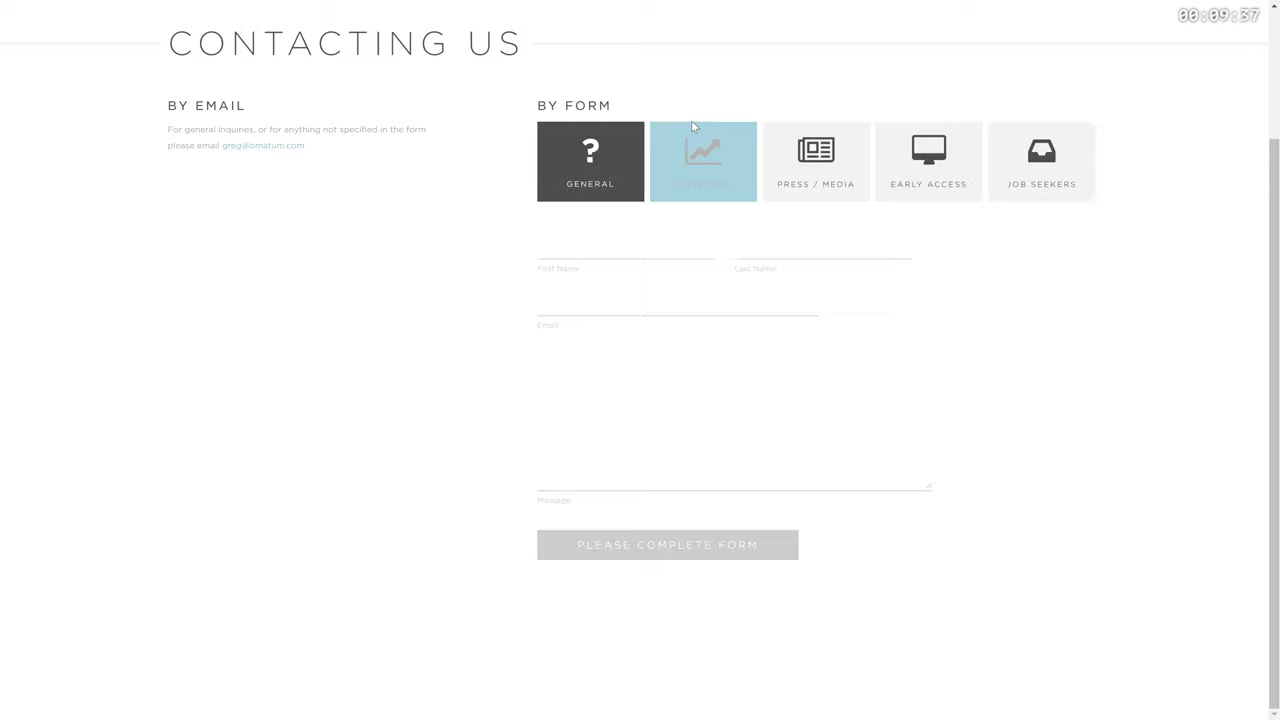 00:09:37
CONTACTING US
BY EMAIL
For general inquiries, or for anything not specified in the form
please email greg@omatum.com
BY FORM
GENERAL
PRESS / MEDIA
EARLY ACCESS
JOB SEEKERS
First Name
Last Name
Email
Message
PLEASE COMPLETE FORM